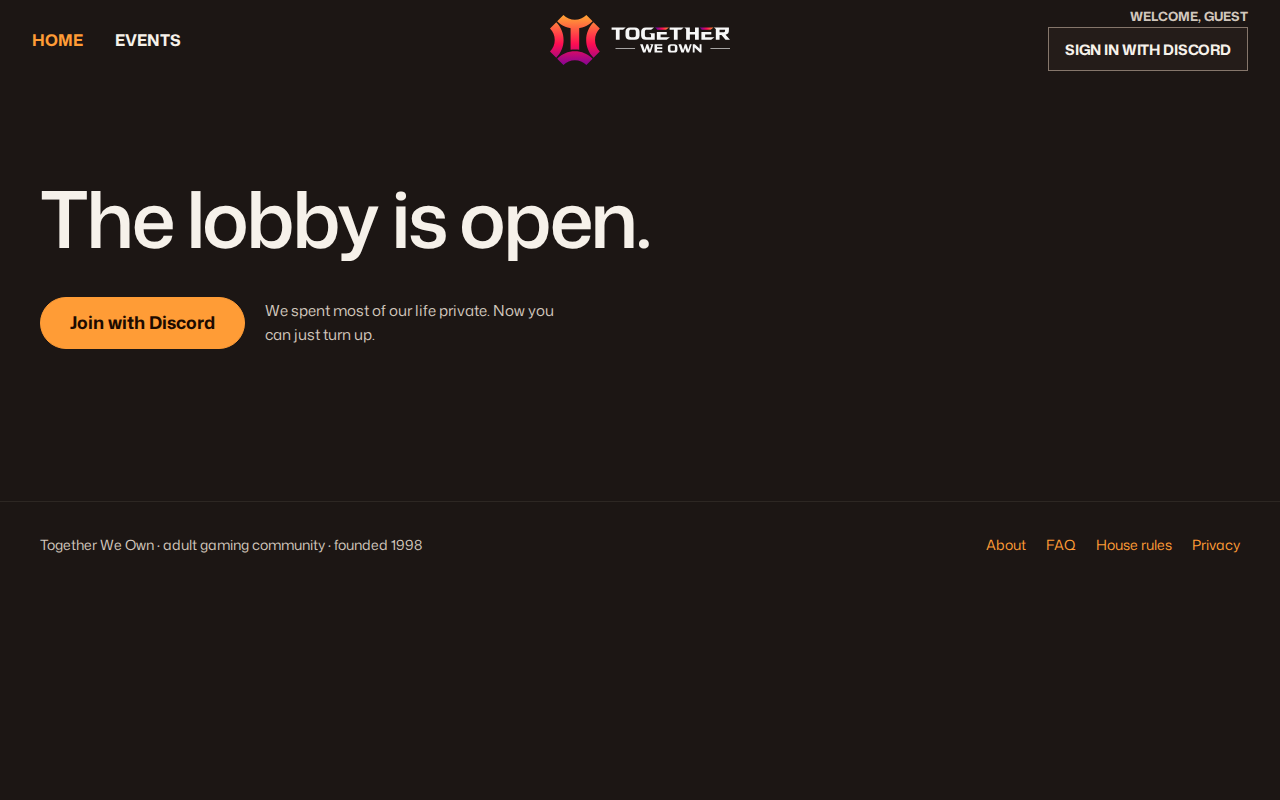 HOME
EVENTS
TOGETHER
WE OWN
WELCOME, GUEST
SIGN IN WITH DISCORD
The lobby is open.
Join with Discord
We spent most of our life private. Now you
can just turn up.
Together We Own · adult gaming community · founded 1998
About
FAQ
House rules
Privacy